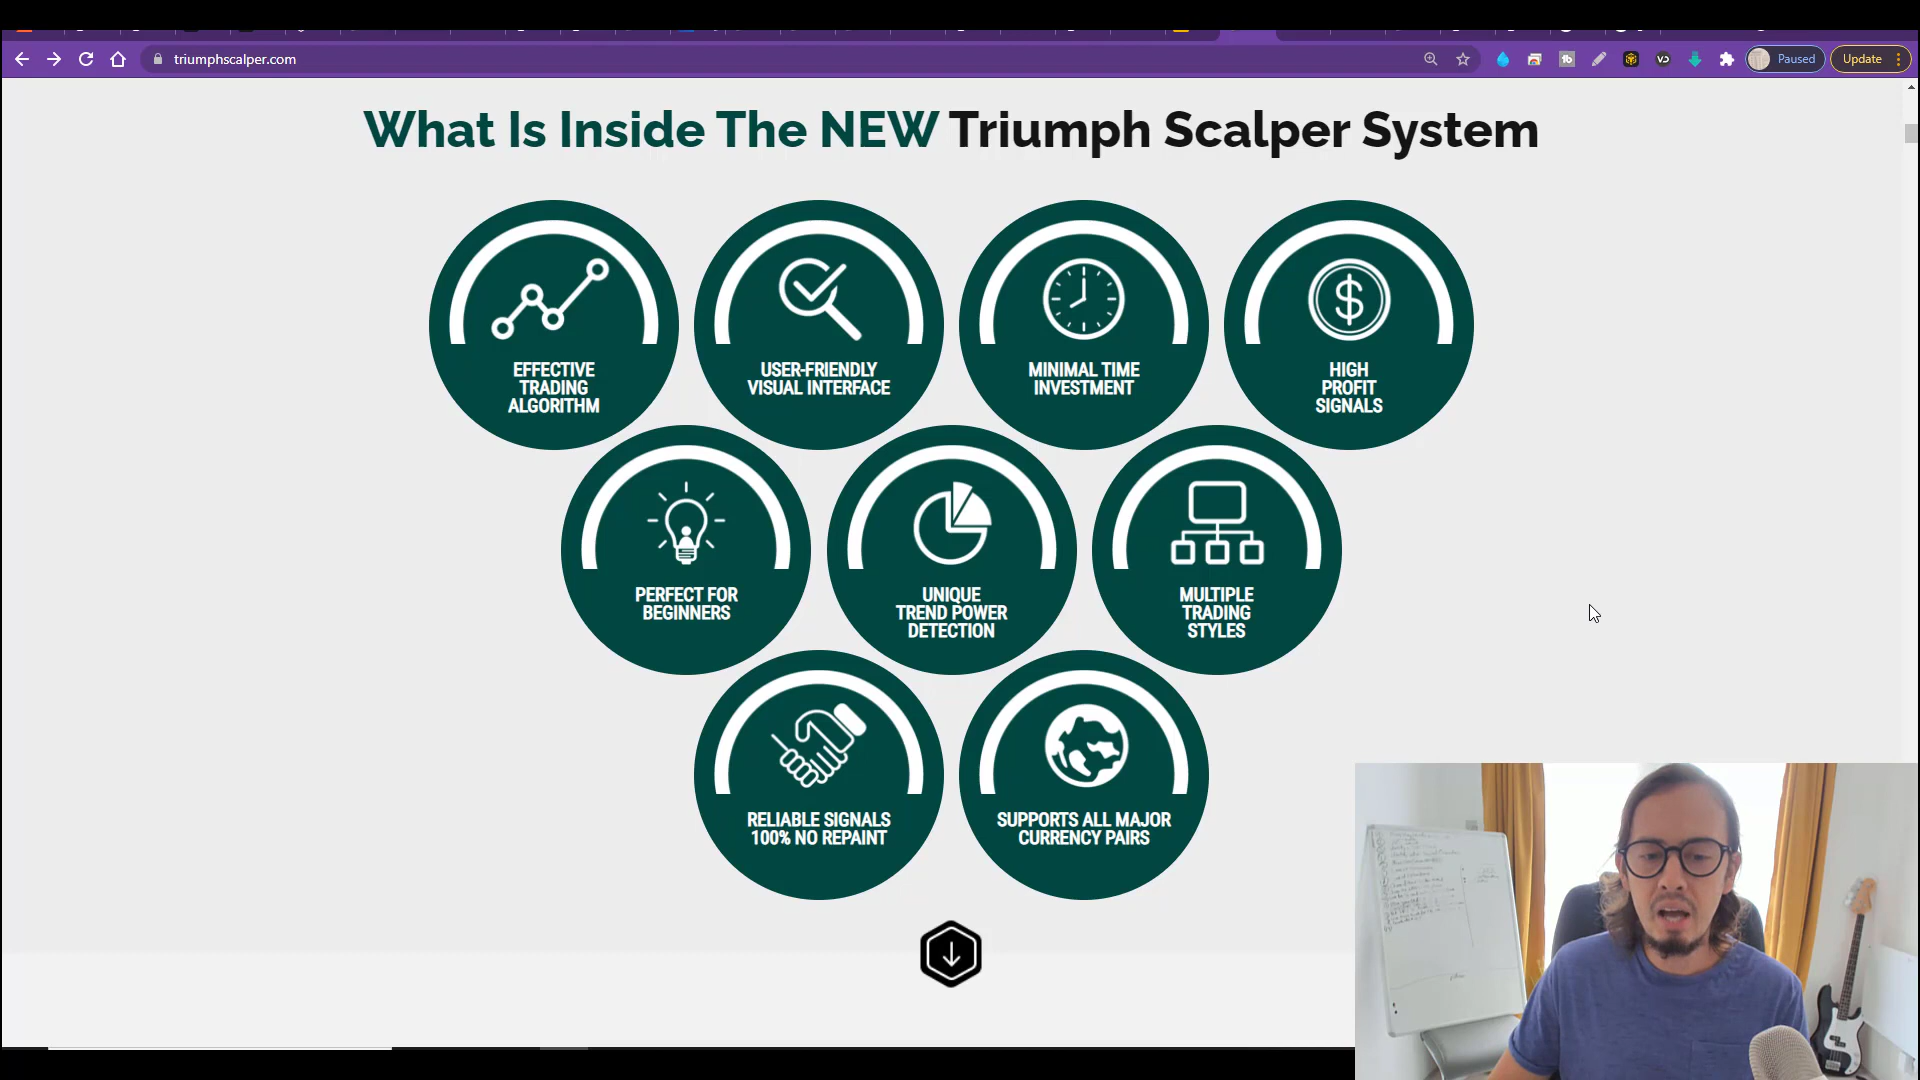 triumphscalper.com
Paused
Update
What Is Inside The NEW Triumph Scalper System
EFFECTIVE
TRADING
ALGORITHM
USER-FRIENDLY
VISUAL INTERFACE
MINIMAL TIME
INVESTMENT
HIGH
PROFIT
SIGNALS
PERFECT FOR
BEGINNERS
UNIQUE
TREND POWER
DETECTION
MULTIPLE
TRADING
STYLES
RELIABLE SIGNALS
100% NO REPAINT
SUPPORTS ALL MAJOR
CURRENCY PAIRS